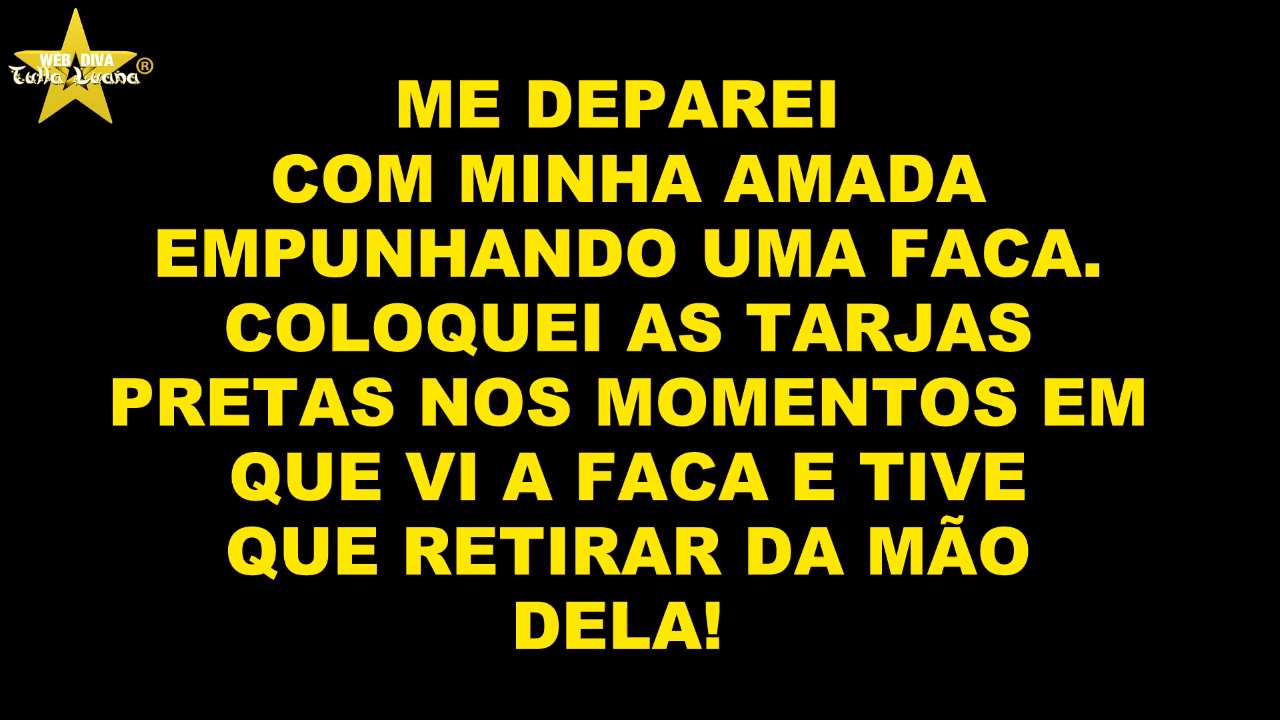 WEB DIVA
Tulla Luana ®
ME DEPAREI
COM MINHA AMADA
EMPUNHANDO UMA FACA.
COLOQUEI AS TARJAS
PRETAS NOS MOMENTOS EM
QUE VI A FACA E TIVE
QUE RETIRAR DA MÃO
DELA!